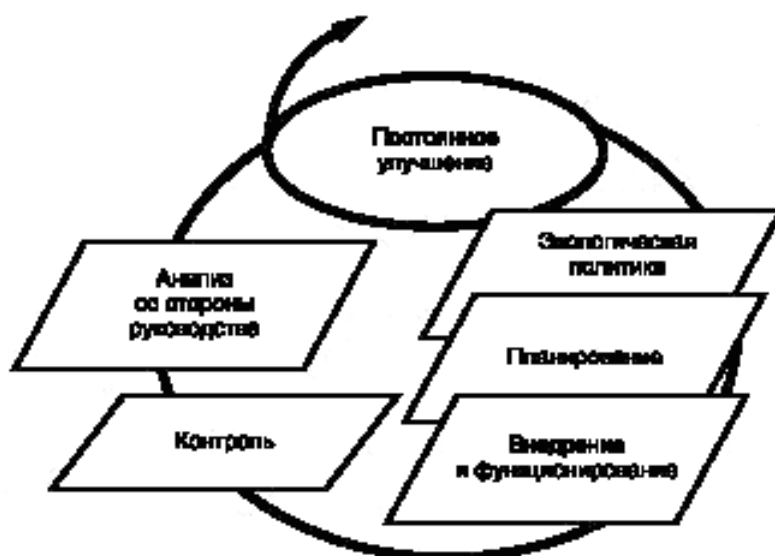 Постоянное
улучшение
Экологическая
политика
Планирование
Внедрение
и функционирование
Контроль
Анализ
со стороны
руководства